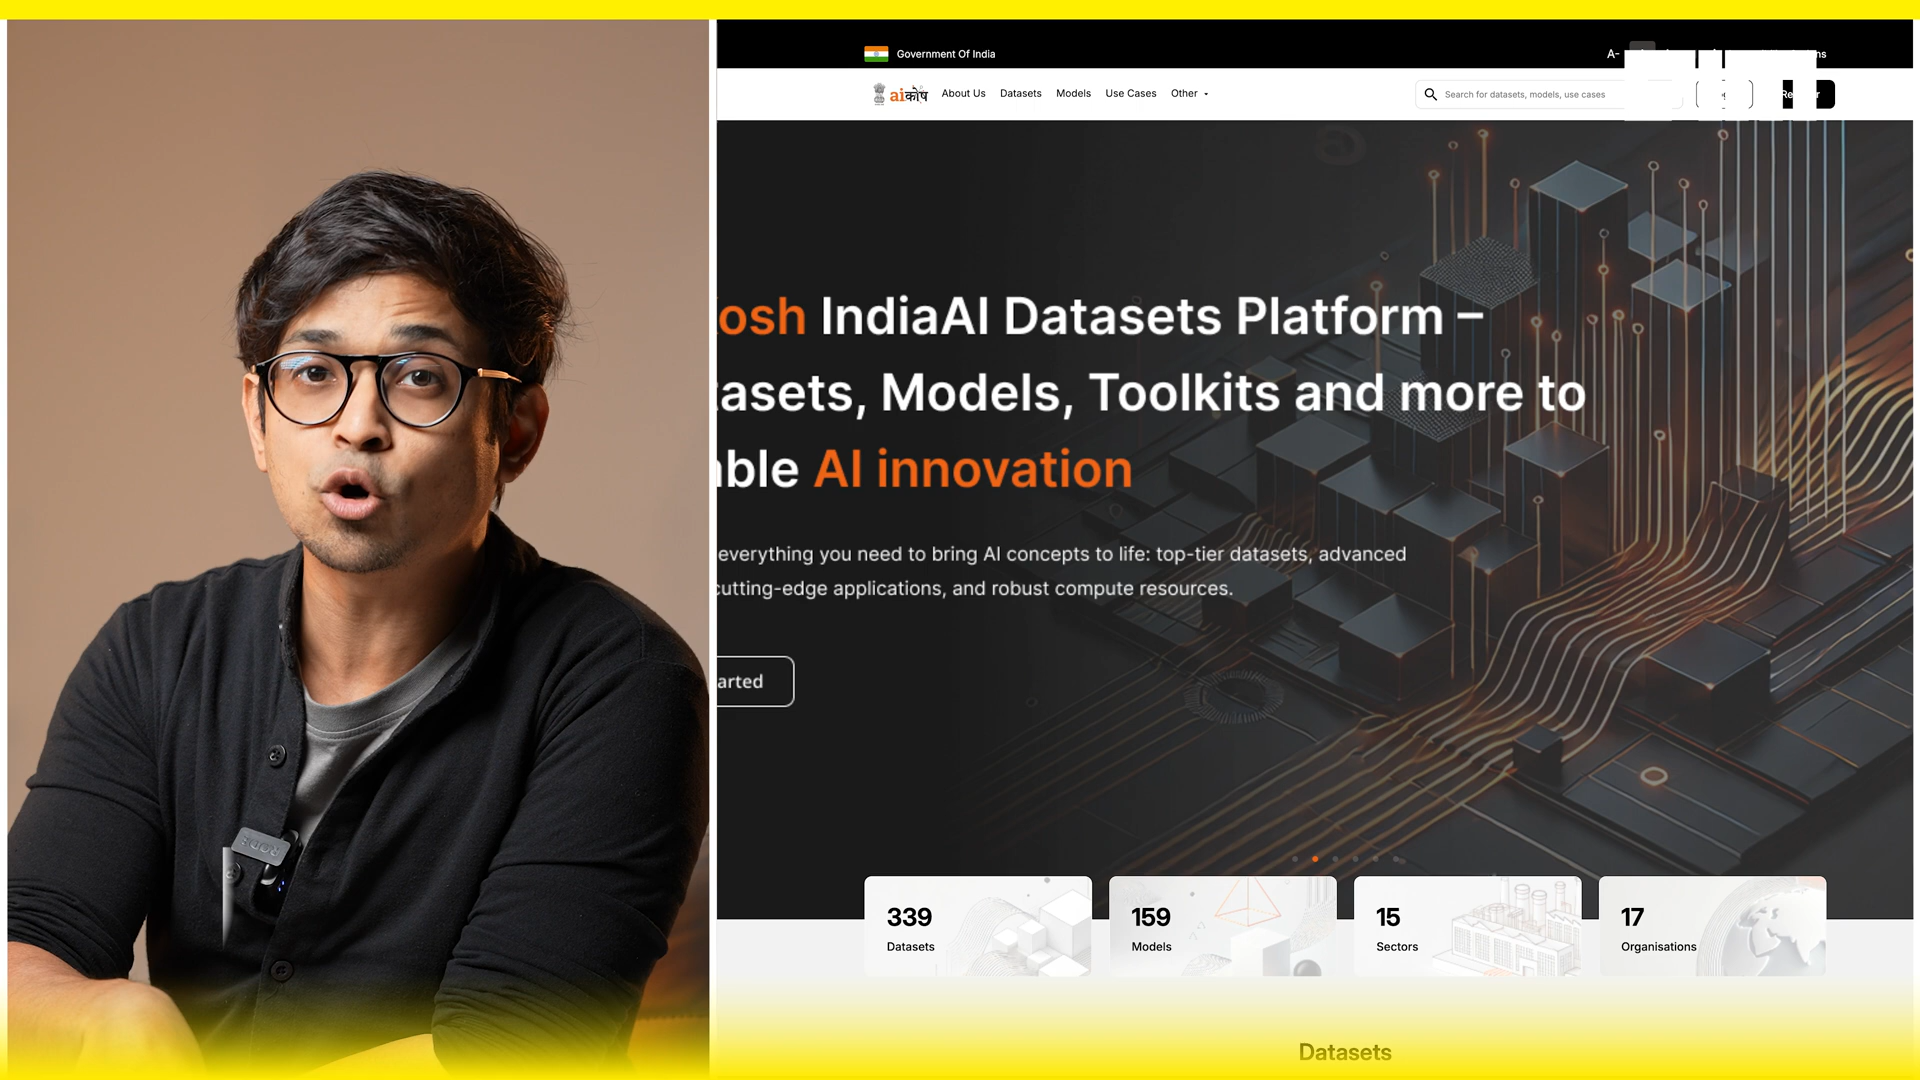 Government Of India
A-
aiकोष
About Us
Datasets
Models
Use Cases
Other
Search for datasets, models, use cases
osh IndiaAI Datasets Platform –
tasets, Models, Toolkits and more to
able AI innovation
everything you need to bring AI concepts to life: top-tier datasets, advanced
cutting-edge applications, and robust compute resources.
arted
339
Datasets
159
Models
15
Sectors
17
Organisations
Datasets
RODE